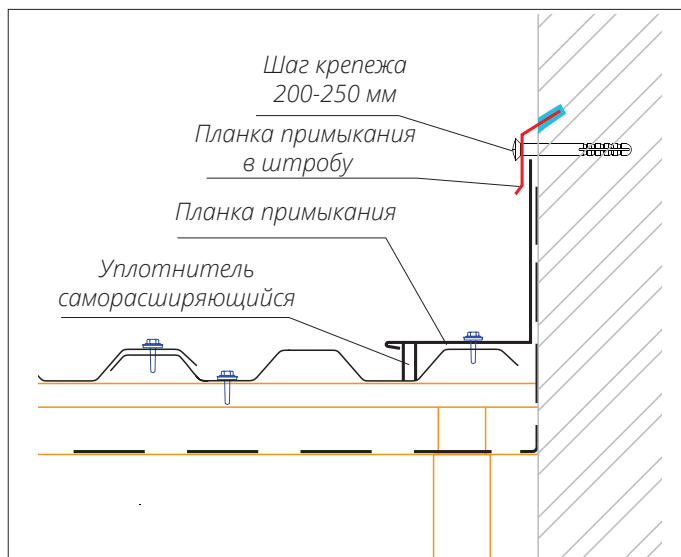 Шаг крепежа
200-250 мм
Планка примыкания
в штробу
Планка примыкания
Уплотнитель
саморасширяющийся